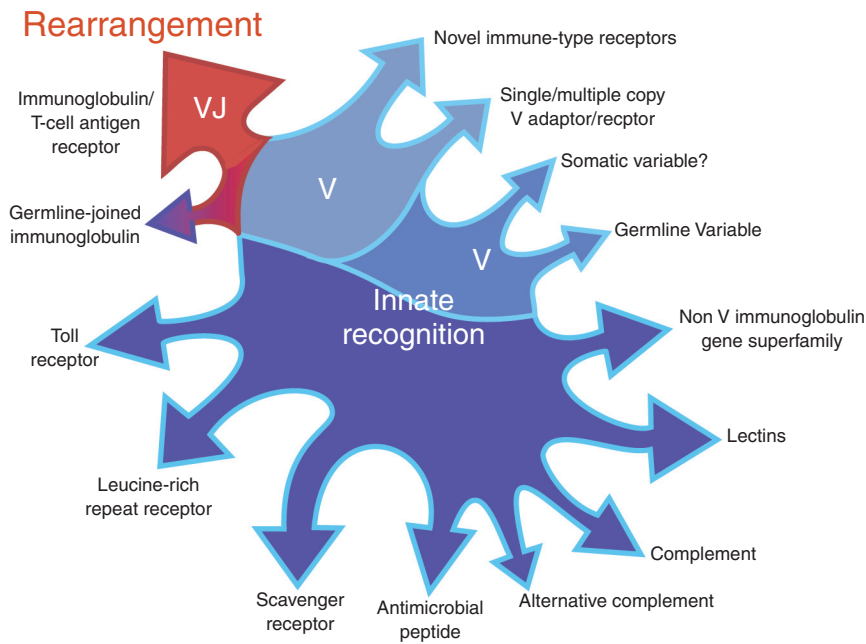 Rearrangement
Novel immune-type receptors
Immunoglobulin/
T-cell antigen
receptor
VJ
Single/multiple copy
V adaptor/recptor
Somatic variable?
V
Germline-joined
immunoglobulin
Germline Variable
V
Innate
recognition
Non V immunoglobulin
gene superfamily
Toll
receptor
Lectins
Leucine-rich
repeat receptor
Complement
Scavenger
receptor
Antimicrobial
peptide
Alternative complement